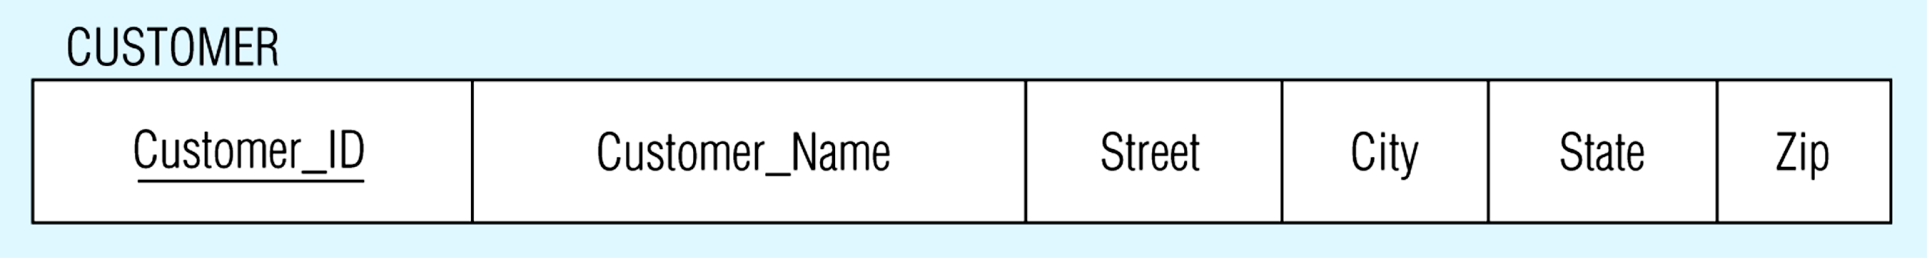 CUSTOMER
Customer_ID Customer_Name Street City State Zip